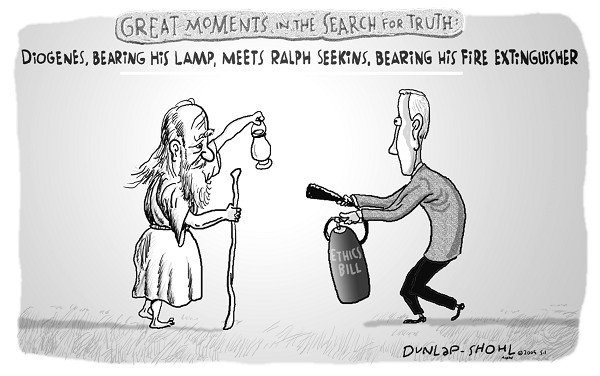 GREAT MOMENTS IN THE SEARCH FOR TRUTH:
DIOGENES, BEARING HIS LAMP, MEETS RALPH SEEKINS, BEARING HIS FIRE EXTINGUISHER
ETHICS
BILL
DUNLAP-SHOHL